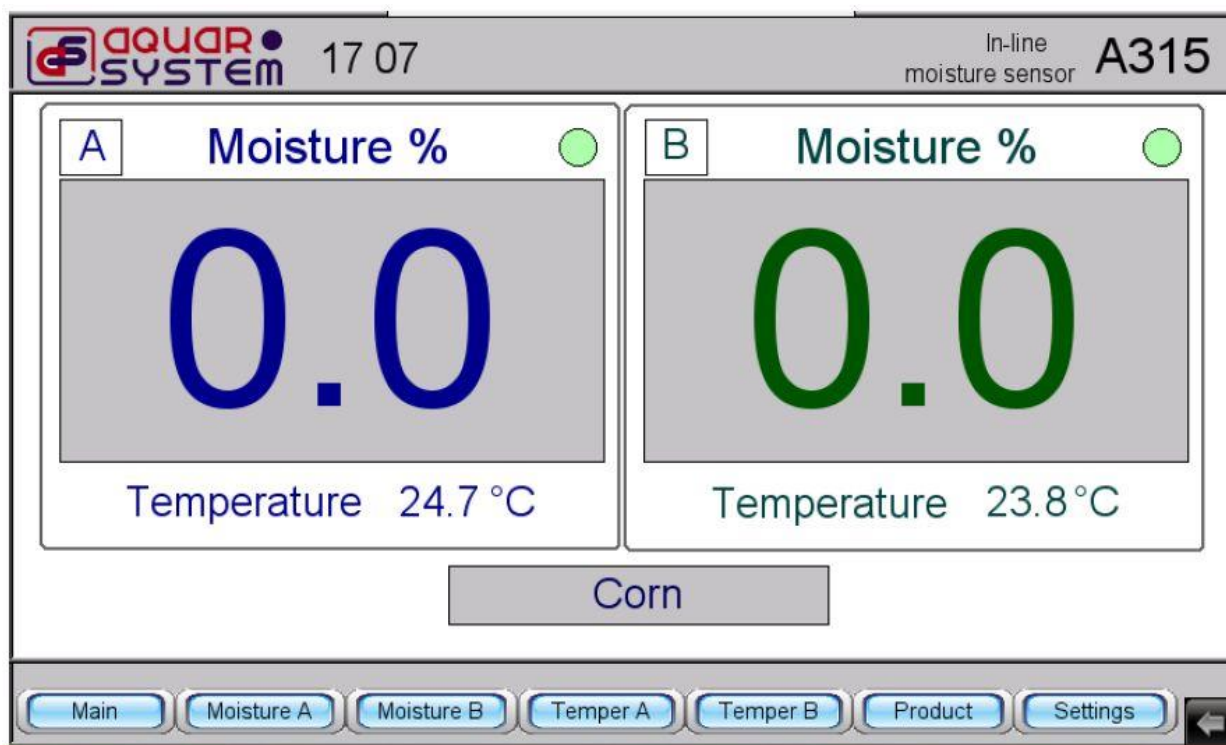 AQUAR SYSTEM
17 07
In-line
moisture sensor
A315
A
Moisture %
0.0
Temperature 24.7 °C
B
Moisture %
0.0
Temperature 23.8 °C
Corn
Main
Moisture A
Moisture B
Temper A
Temper B
Product
Settings